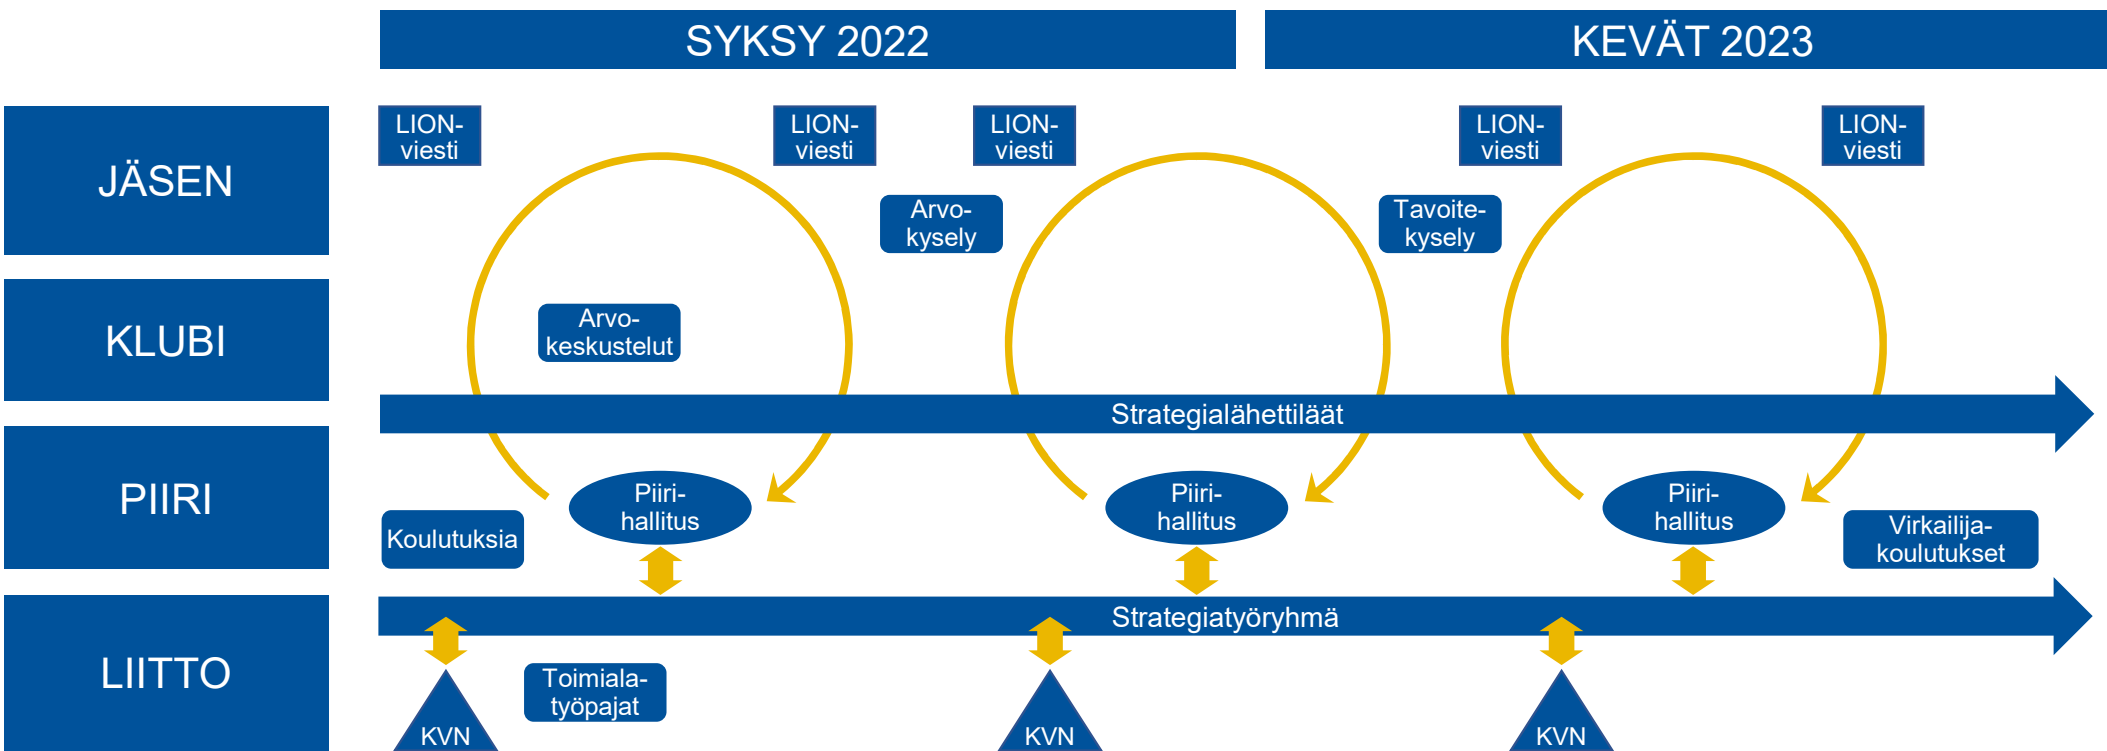 SYKSY 2022
KEVÄT 2023
JÄSEN
LION-
viesti
LION-
viesti
LION-
viesti
LION-
viesti
LION-
viesti
Arvo-
kysely
Tavoite-
kysely
KLUBI
Arvo-
keskustelut
Strategialähettiläät
PIIRI
Koulutuksia
Piiri-
hallitus
Piiri-
hallitus
Piiri-
hallitus
Virkailija-
koulutukset
LIITTO
Strategiatyöryhmä
KVN
Toimiala-
työpajat
KVN
KVN